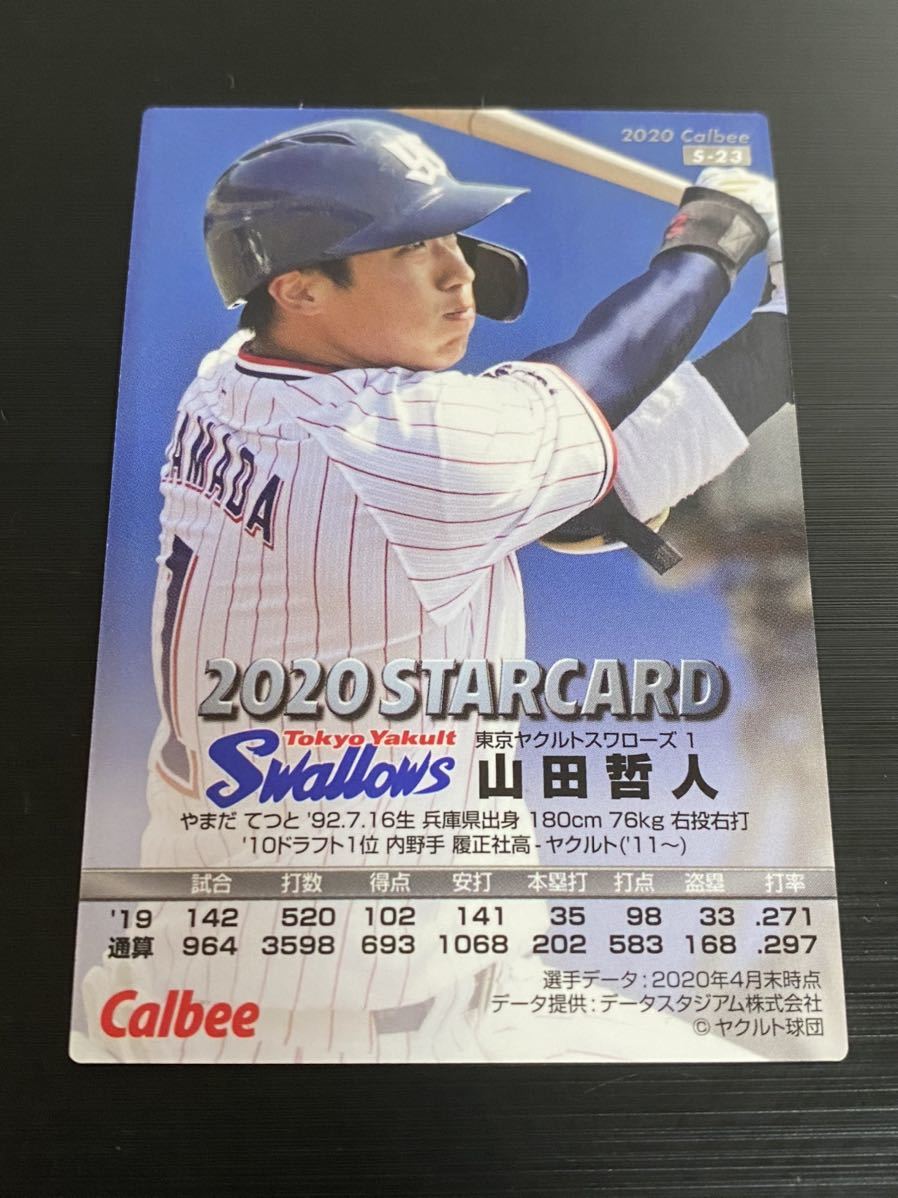 2020 Calbee
S-23
AMADA
1
2020 STARCARD
Tokyo Yakult
Swallows
東京ヤクルトスワローズ 1
山田哲人
やまだ てつと '92.7.16生 兵庫県出身 180cm 76kg 右投右打
'10ドラフト1位 内野手 履正社高-ヤクルト('11~)
試合 打数 得点 安打 本塁打 打点 盗塁 打率
'19 142 520 102 141 35 98 33 .271
通算 964 3598 693 1068 202 583 168 .297
選手データ:2020年4月末時点
データ提供:データスタジアム株式会社
©ヤクルト球団
Calbee